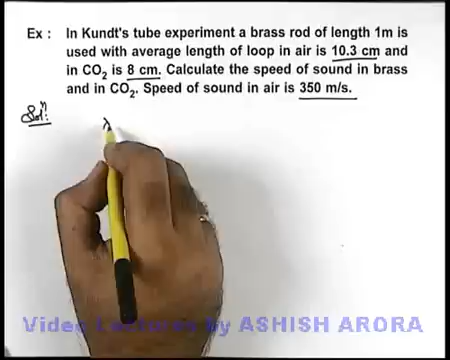 Ex : In Kundt's tube experiment a brass rod of length 1m is
used with average length of loop in air is 10.3 cm and
in CO₂ is 8 cm. Calculate the speed of sound in brass
and in CO₂. Speed of sound in air is 350 m/s.
Solⁿ:
λ
Video Lectures by ASHISH ARORA